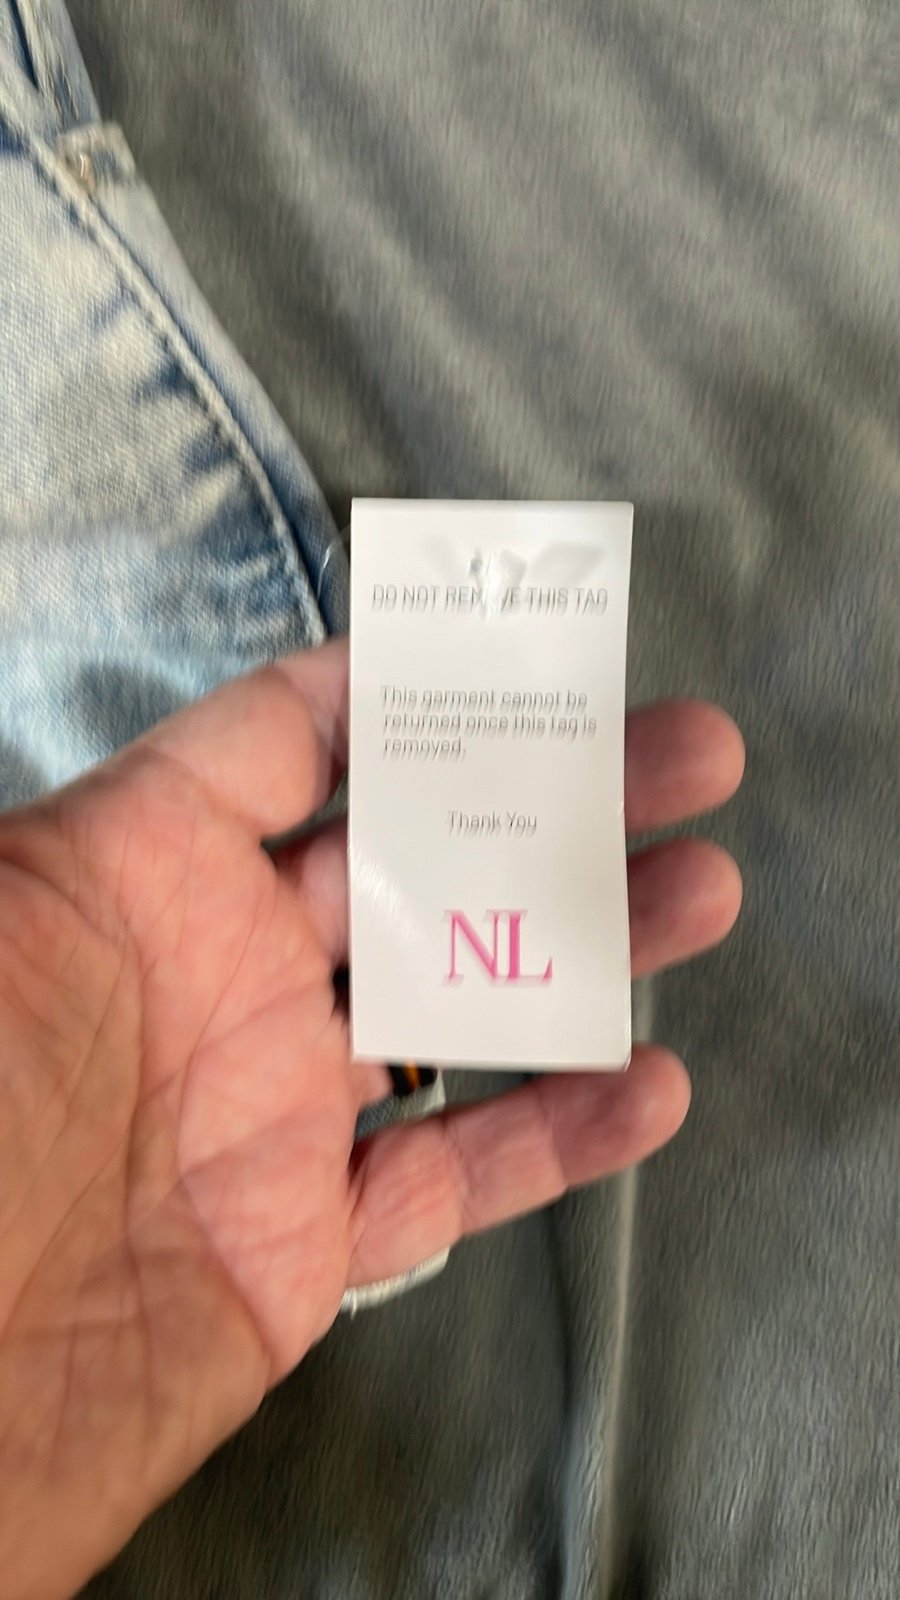 DO NOT REMOVE THIS TAG
This garment cannot be
returned once this tag is
removed.
Thank You
NL